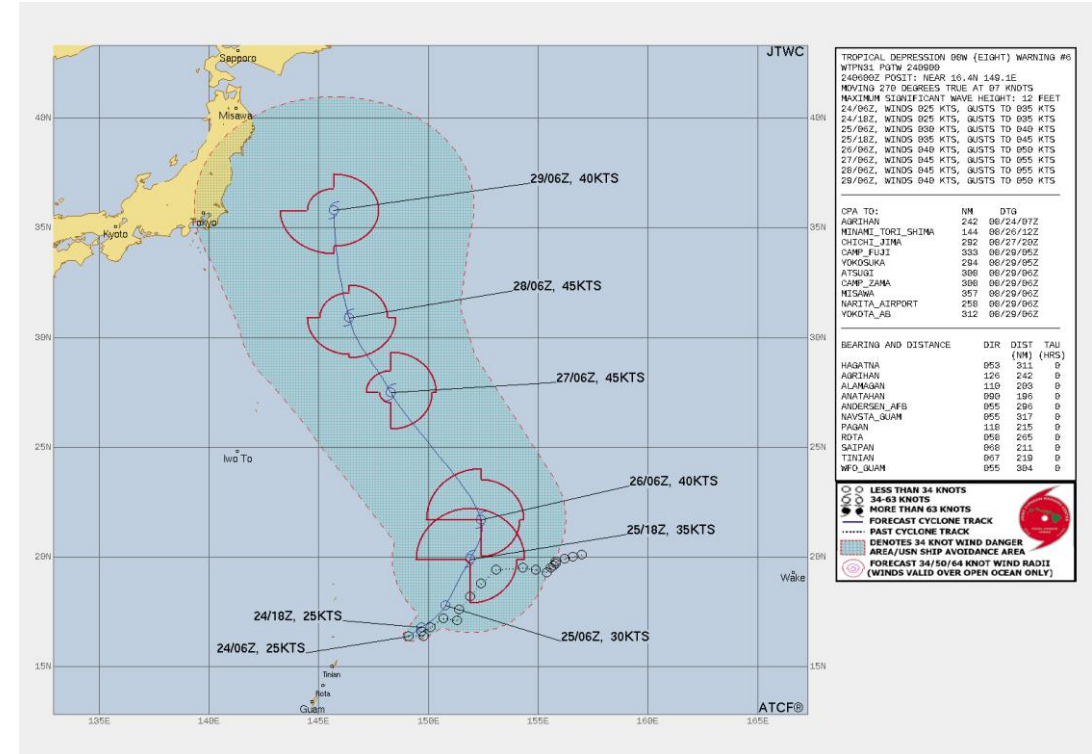 JTWC
Sapporo
Misawa
40N
40N
29/06Z, 40KTS
35N
35N
Tokyo
Kyoto
28/06Z, 45KTS
30N
30N
27/06Z, 45KTS
25N
25N
Iwo To
26/06Z, 40KTS
25/18Z, 35KTS
20N
20N
Wake
24/18Z, 25KTS
25/06Z, 30KTS
24/06Z, 25KTS
15N
15N
Tinian
Rota
Guam
ATCF®
135E 140E 145E 150E 155E 160E 165E
TROPICAL DEPRESSION 08W (EIGHT) WARNING #6
WTPN31 PGTW 240900
240600Z POSIT: NEAR 16.4N 149.1E
MOVING 270 DEGREES TRUE AT 07 KNOTS
MAXIMUM SIGNIFICANT WAVE HEIGHT: 12 FEET
24/06Z, WINDS 025 KTS, GUSTS TO 035 KTS
24/18Z, WINDS 025 KTS, GUSTS TO 035 KTS
25/06Z, WINDS 030 KTS, GUSTS TO 040 KTS
25/18Z, WINDS 035 KTS, GUSTS TO 045 KTS
26/06Z, WINDS 040 KTS, GUSTS TO 050 KTS
27/06Z, WINDS 045 KTS, GUSTS TO 055 KTS
28/06Z, WINDS 045 KTS, GUSTS TO 055 KTS
29/06Z, WINDS 040 KTS, GUSTS TO 050 KTS
CPA TO: NM DTG
AGRIHAN 242 08/24/07Z
MINAMI_TORI_SHIMA 144 08/26/12Z
CHICHI_JIMA 292 08/27/20Z
CAMP_FUJI 333 08/29/05Z
YOKOSUKA 294 08/29/05Z
ATSUGI 308 08/29/06Z
CAMP_ZAMA 308 08/29/06Z
MISAWA 357 08/29/06Z
NARITA_AIRPORT 258 08/29/06Z
YOKOTA_AB 312 08/29/06Z
BEARING AND DISTANCE DIR DIST TAU
(NM) (HRS)
HAGATNA 053 311 0
AGRIHAN 126 242 0
ALAMAGAN 110 203 0
ANATAHAN 090 196 0
ANDERSEN_AFB 055 296 0
NAVSTA_GUAM 055 317 0
PAGAN 118 215 0
ROTA 058 265 0
SAIPAN 068 211 0
TINIAN 067 219 0
WFO_GUAM 055 304 0
LESS THAN 34 KNOTS
34-63 KNOTS
MORE THAN 63 KNOTS
FORECAST CYCLONE TRACK
PAST CYCLONE TRACK
DENOTES 34 KNOT WIND DANGER
AREA/USN SHIP AVOIDANCE AREA
FORECAST 34/50/64 KNOT WIND RADII
(WINDS VALID OVER OPEN OCEAN ONLY)